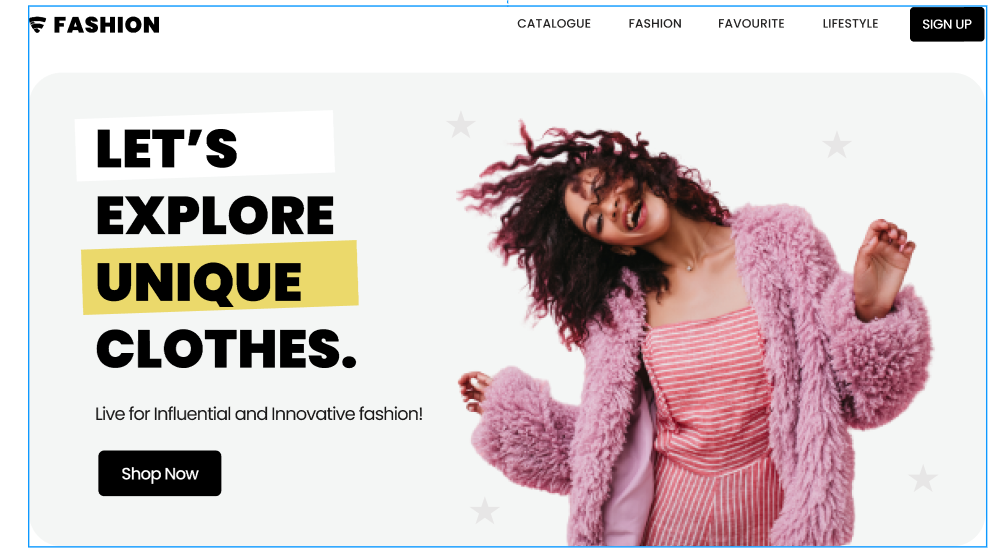 FASHION
CATALOGUE FASHION FAVOURITE LIFESTYLE SIGN UP
LET’S
EXPLORE
UNIQUE
CLOTHES.
Live for Influential and Innovative fashion!
Shop Now